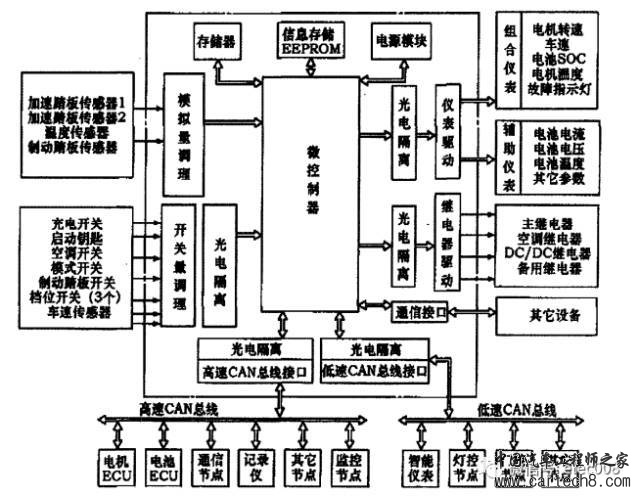 存储器
信息存储
EEPROM
电源模块
加速踏板传感器1
加速踏板传感器2
温度传感器
制动踏板传感器
模拟量调理
微控制器
光电隔离
仪表驱动
组合仪表
电机转速
车速
电池SOC
电机温度
故障指示灯
辅助仪表
电池电流
电池电压
电池温度
其它参数
充电开关
启动钥匙
空调开关
模式开关
制动踏板开关
档位开关（3个）
车速传感器
开关量调理
光电隔离
光电隔离
继电器驱动
主继电器
空调继电器
DC/DC继电器
备用继电器
通信接口
其它设备
光电隔离
高速CAN总线接口
光电隔离
低速CAN总线接口
高速CAN总线
低速CAN总线
电机
ECU
电池
ECU
通信
节点
记录
仪
其它
节点
监控
节点
智能
仪表
灯控
节点
中国汽车工程师之家
www.cartech8.com